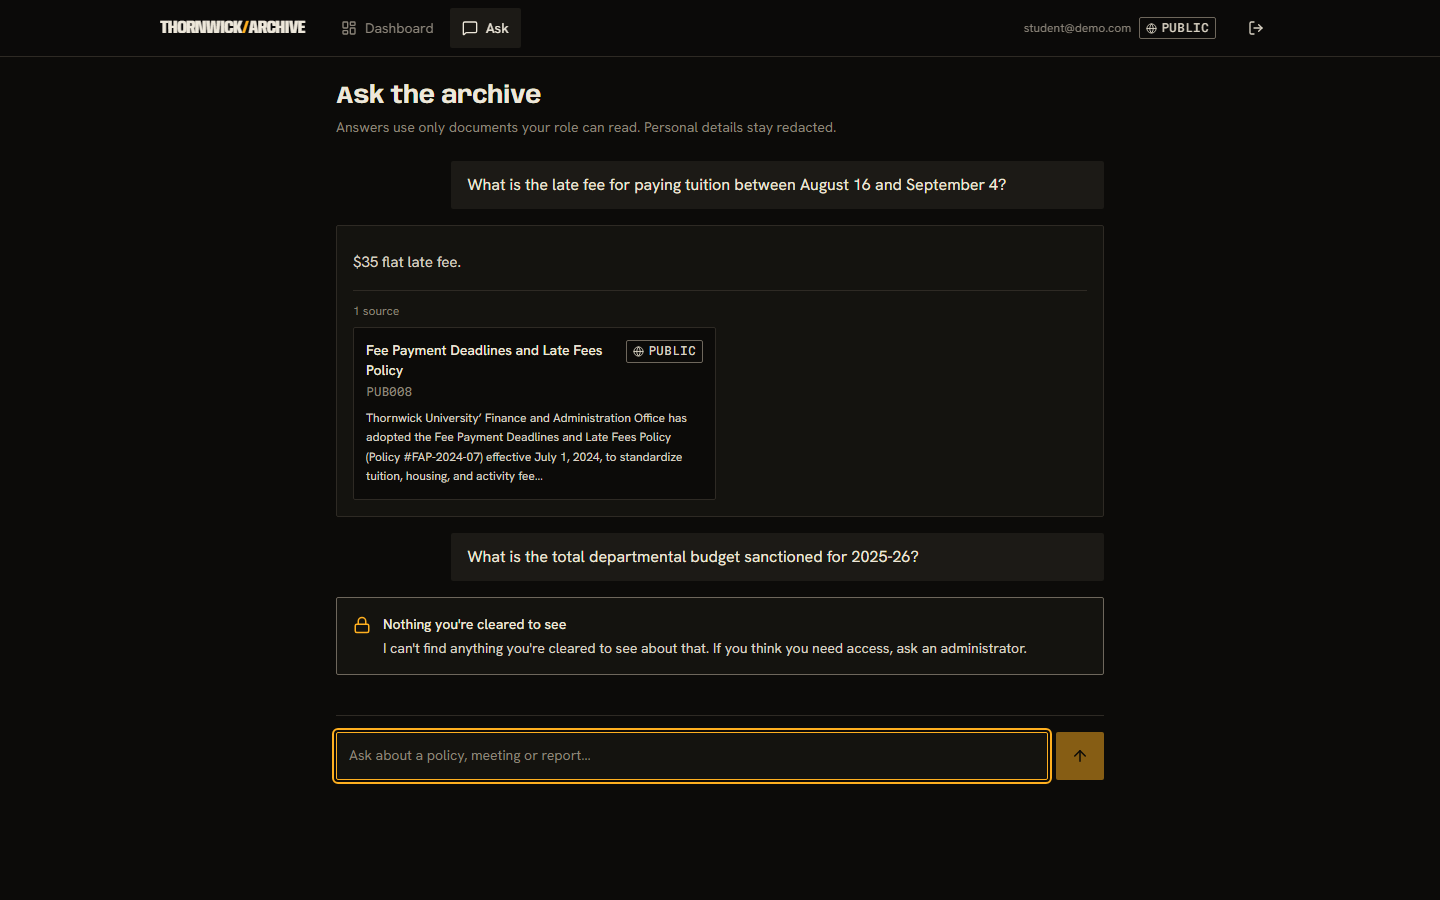 THORNWICK/ARCHIVE
Dashboard
Ask
student@demo.com
PUBLIC
Ask the archive
Answers use only documents your role can read. Personal details stay redacted.
What is the late fee for paying tuition between August 16 and September 4?
$35 flat late fee.
1 source
Fee Payment Deadlines and Late Fees
Policy
PUBLIC
PUB008
Thornwick University’ Finance and Administration Office has
adopted the Fee Payment Deadlines and Late Fees Policy
(Policy #FAP-2024-07) effective July 1, 2024, to standardize
tuition, housing, and activity fee...
What is the total departmental budget sanctioned for 2025-26?
Nothing you're cleared to see
I can't find anything you're cleared to see about that. If you think you need access, ask an administrator.
Ask about a policy, meeting or report...